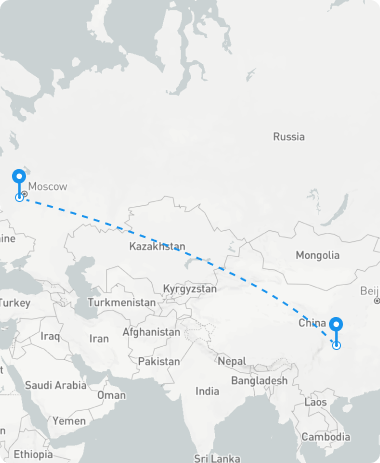 Russia
Moscow
ine
Kazakhstan
Mongolia
Kyrgyzstan
Beij
Turkey
Turkmenistan
China
Afghanistan
Iraq
Iran
Pakistan
Nepal
t
Saudi Arabia
Bangladesh
Oman
India
Laos
Yemen
n
Cambodia
Ethiopia
Sri Lanka